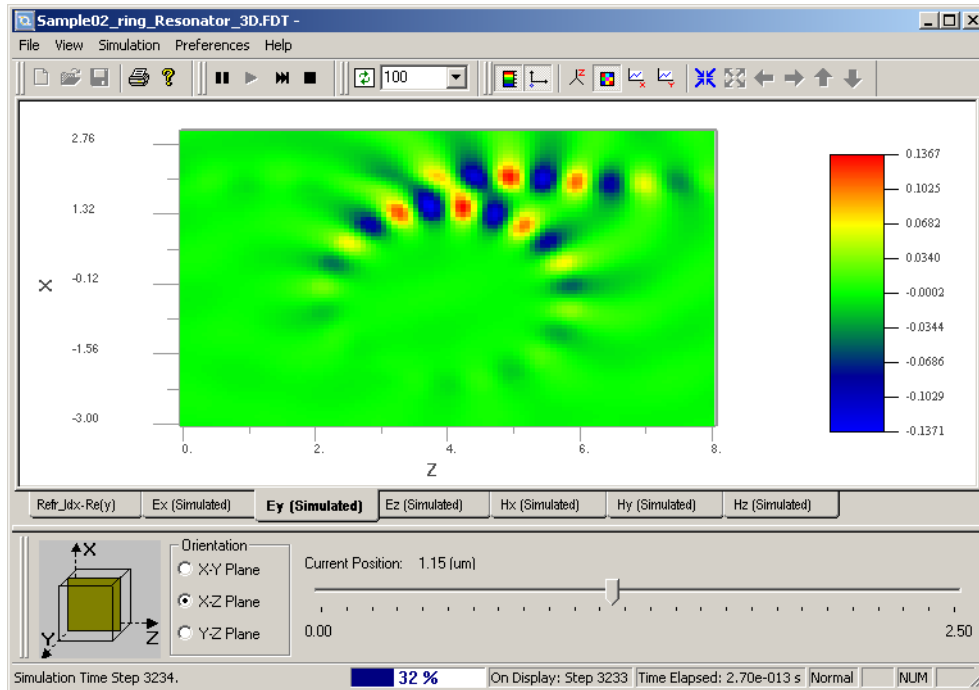 Sample02_ring_Resonator_3D.FDT -
File View Simulation Preferences Help
100
Z
X
Y
2.76
1.32
-0.12
-1.56
-3.00
X
0. 2. 4. 6. 8.
Z
0.1367
0.1025
0.0682
0.0340
-0.0002
-0.0344
-0.0686
-0.1029
-0.1371
Refr_Idx-Re(y) Ex (Simulated) Ey (Simulated) Ez (Simulated) Hx (Simulated) Hy (Simulated) Hz (Simulated)
X
Y
Z
Orientation
X-Y Plane
X-Z Plane
Y-Z Plane
Current Position: 1.15 (um)
0.00 2.50
Simulation Time Step 3234. 32 % On Display: Step 3233 Time Elapsed: 2.70e-013 s Normal NUM